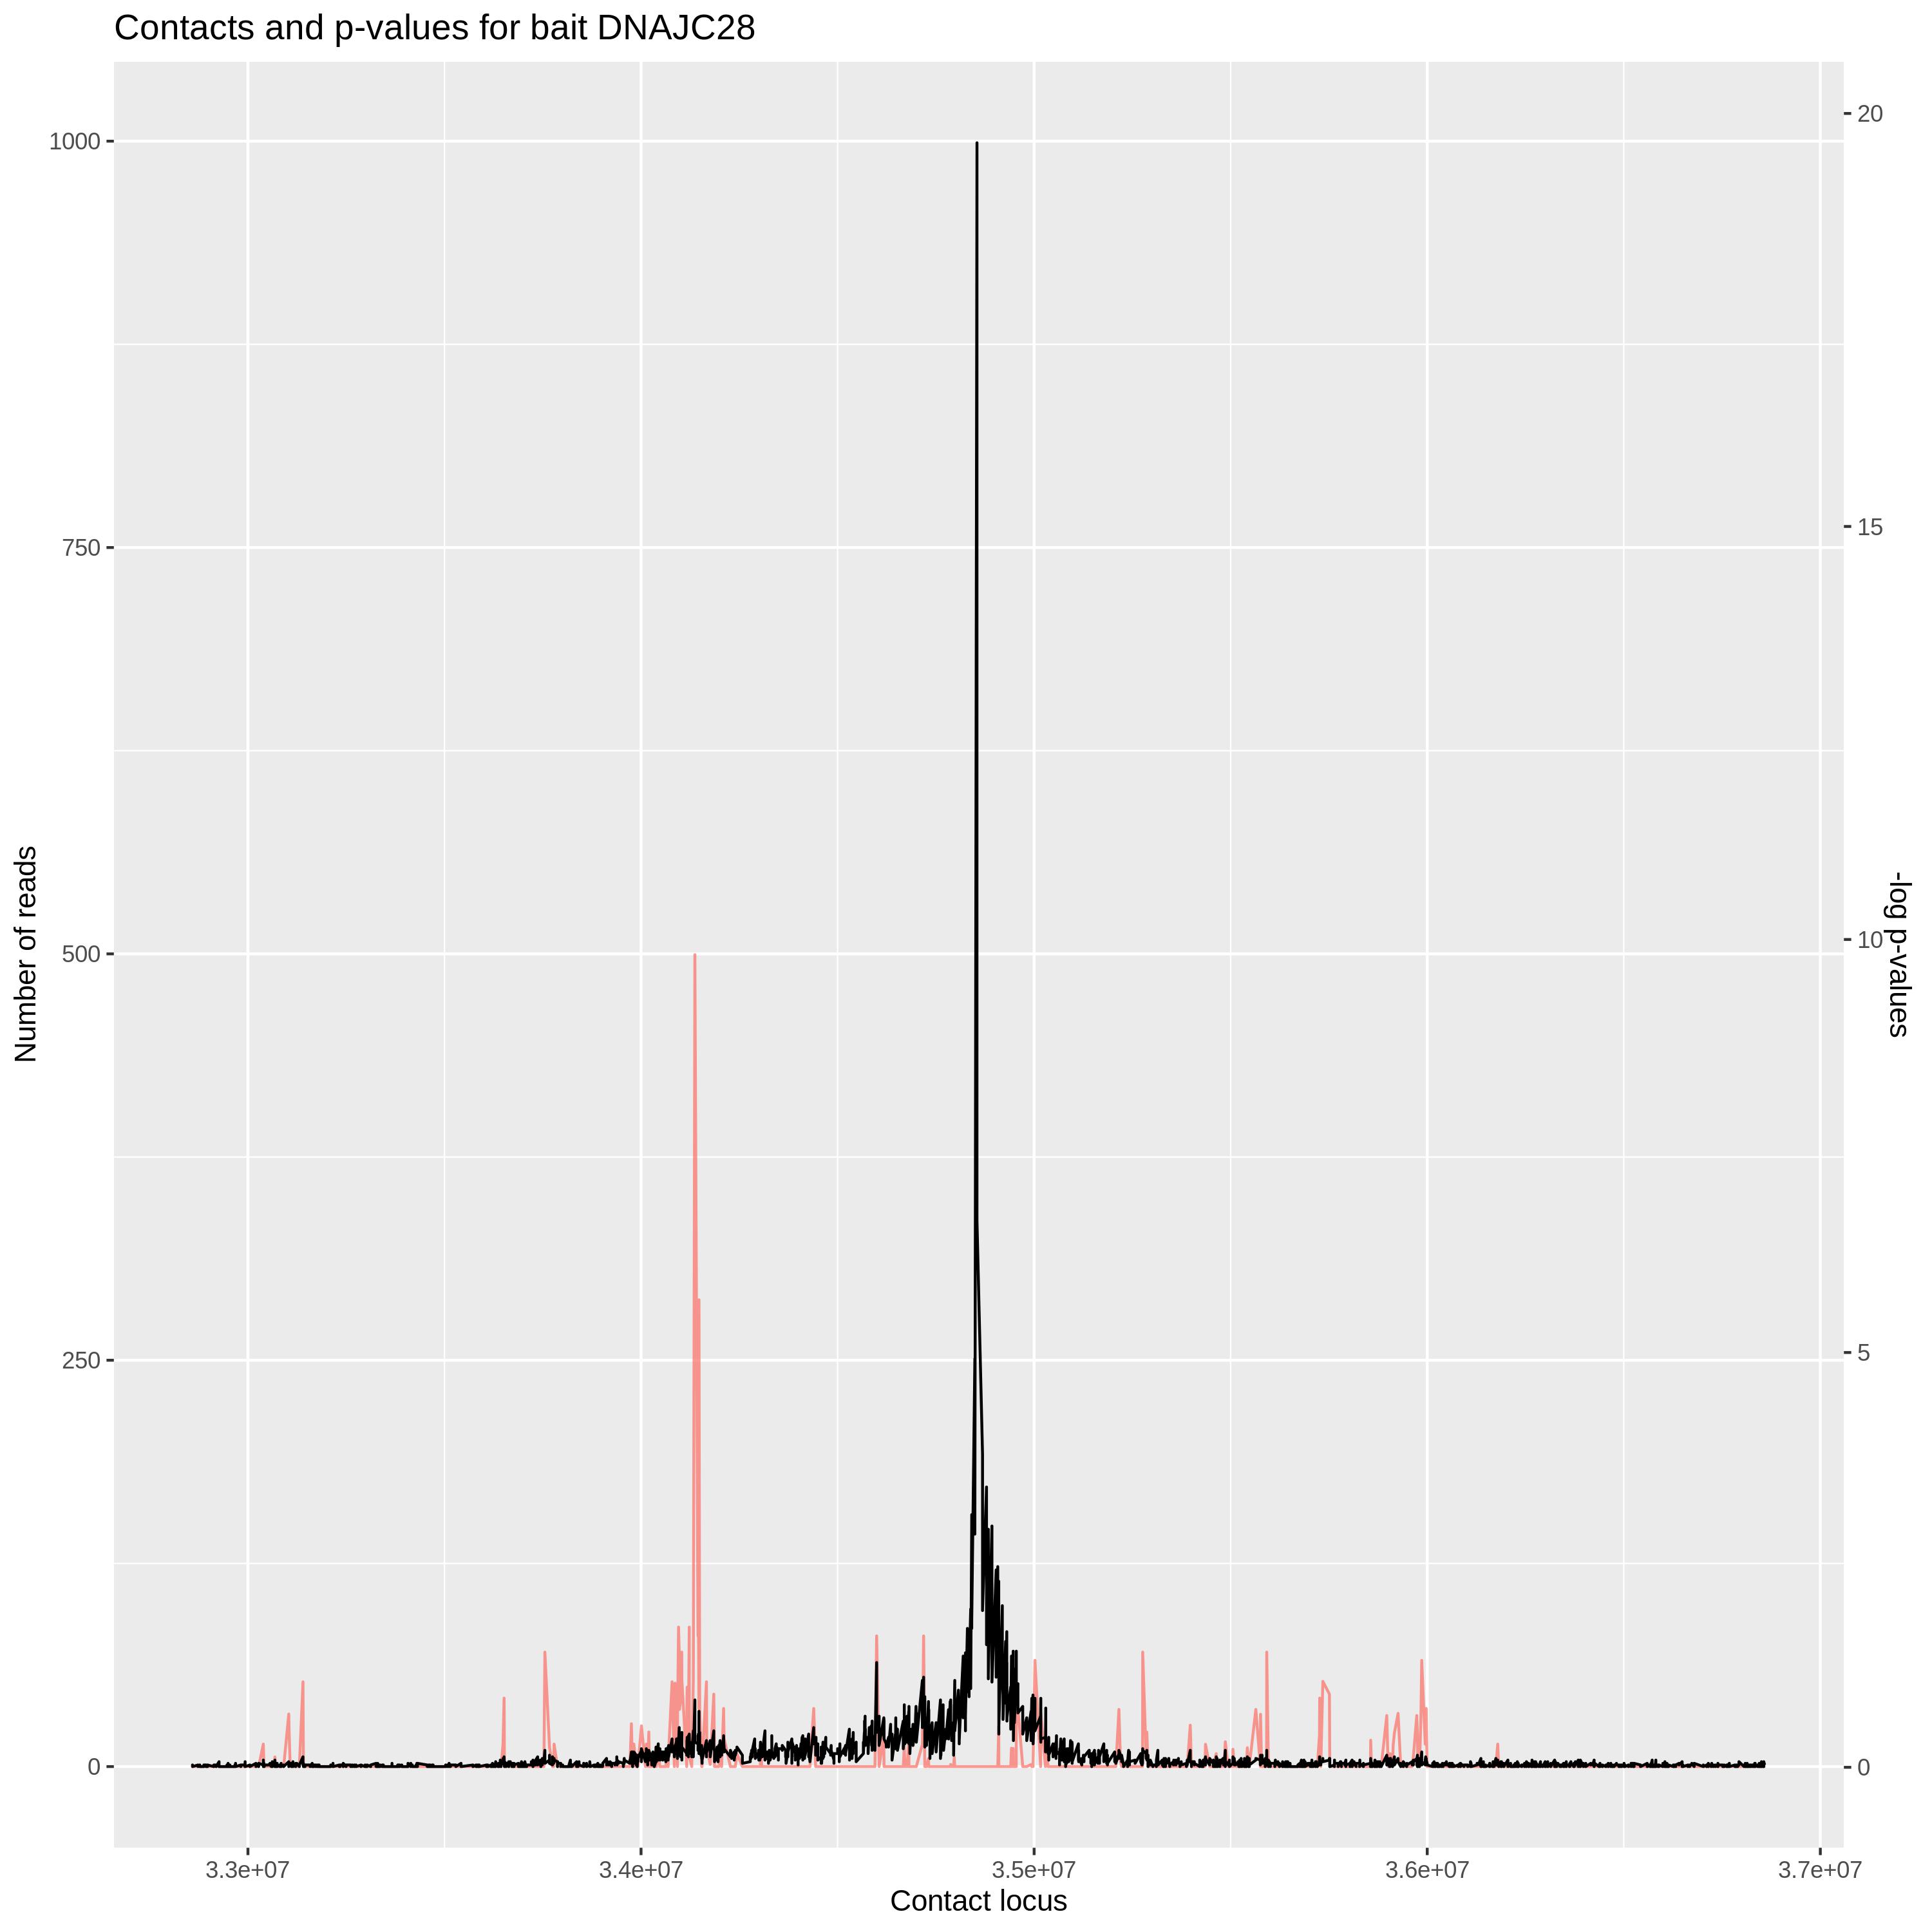 Contacts and p-values for bait DNAJC28
Number of reads
1000
750
500
250
0
20
15
10
5
0
-log p-values
3.3e+07 3.4e+07 3.5e+07 3.6e+07 3.7e+07
Contact locus